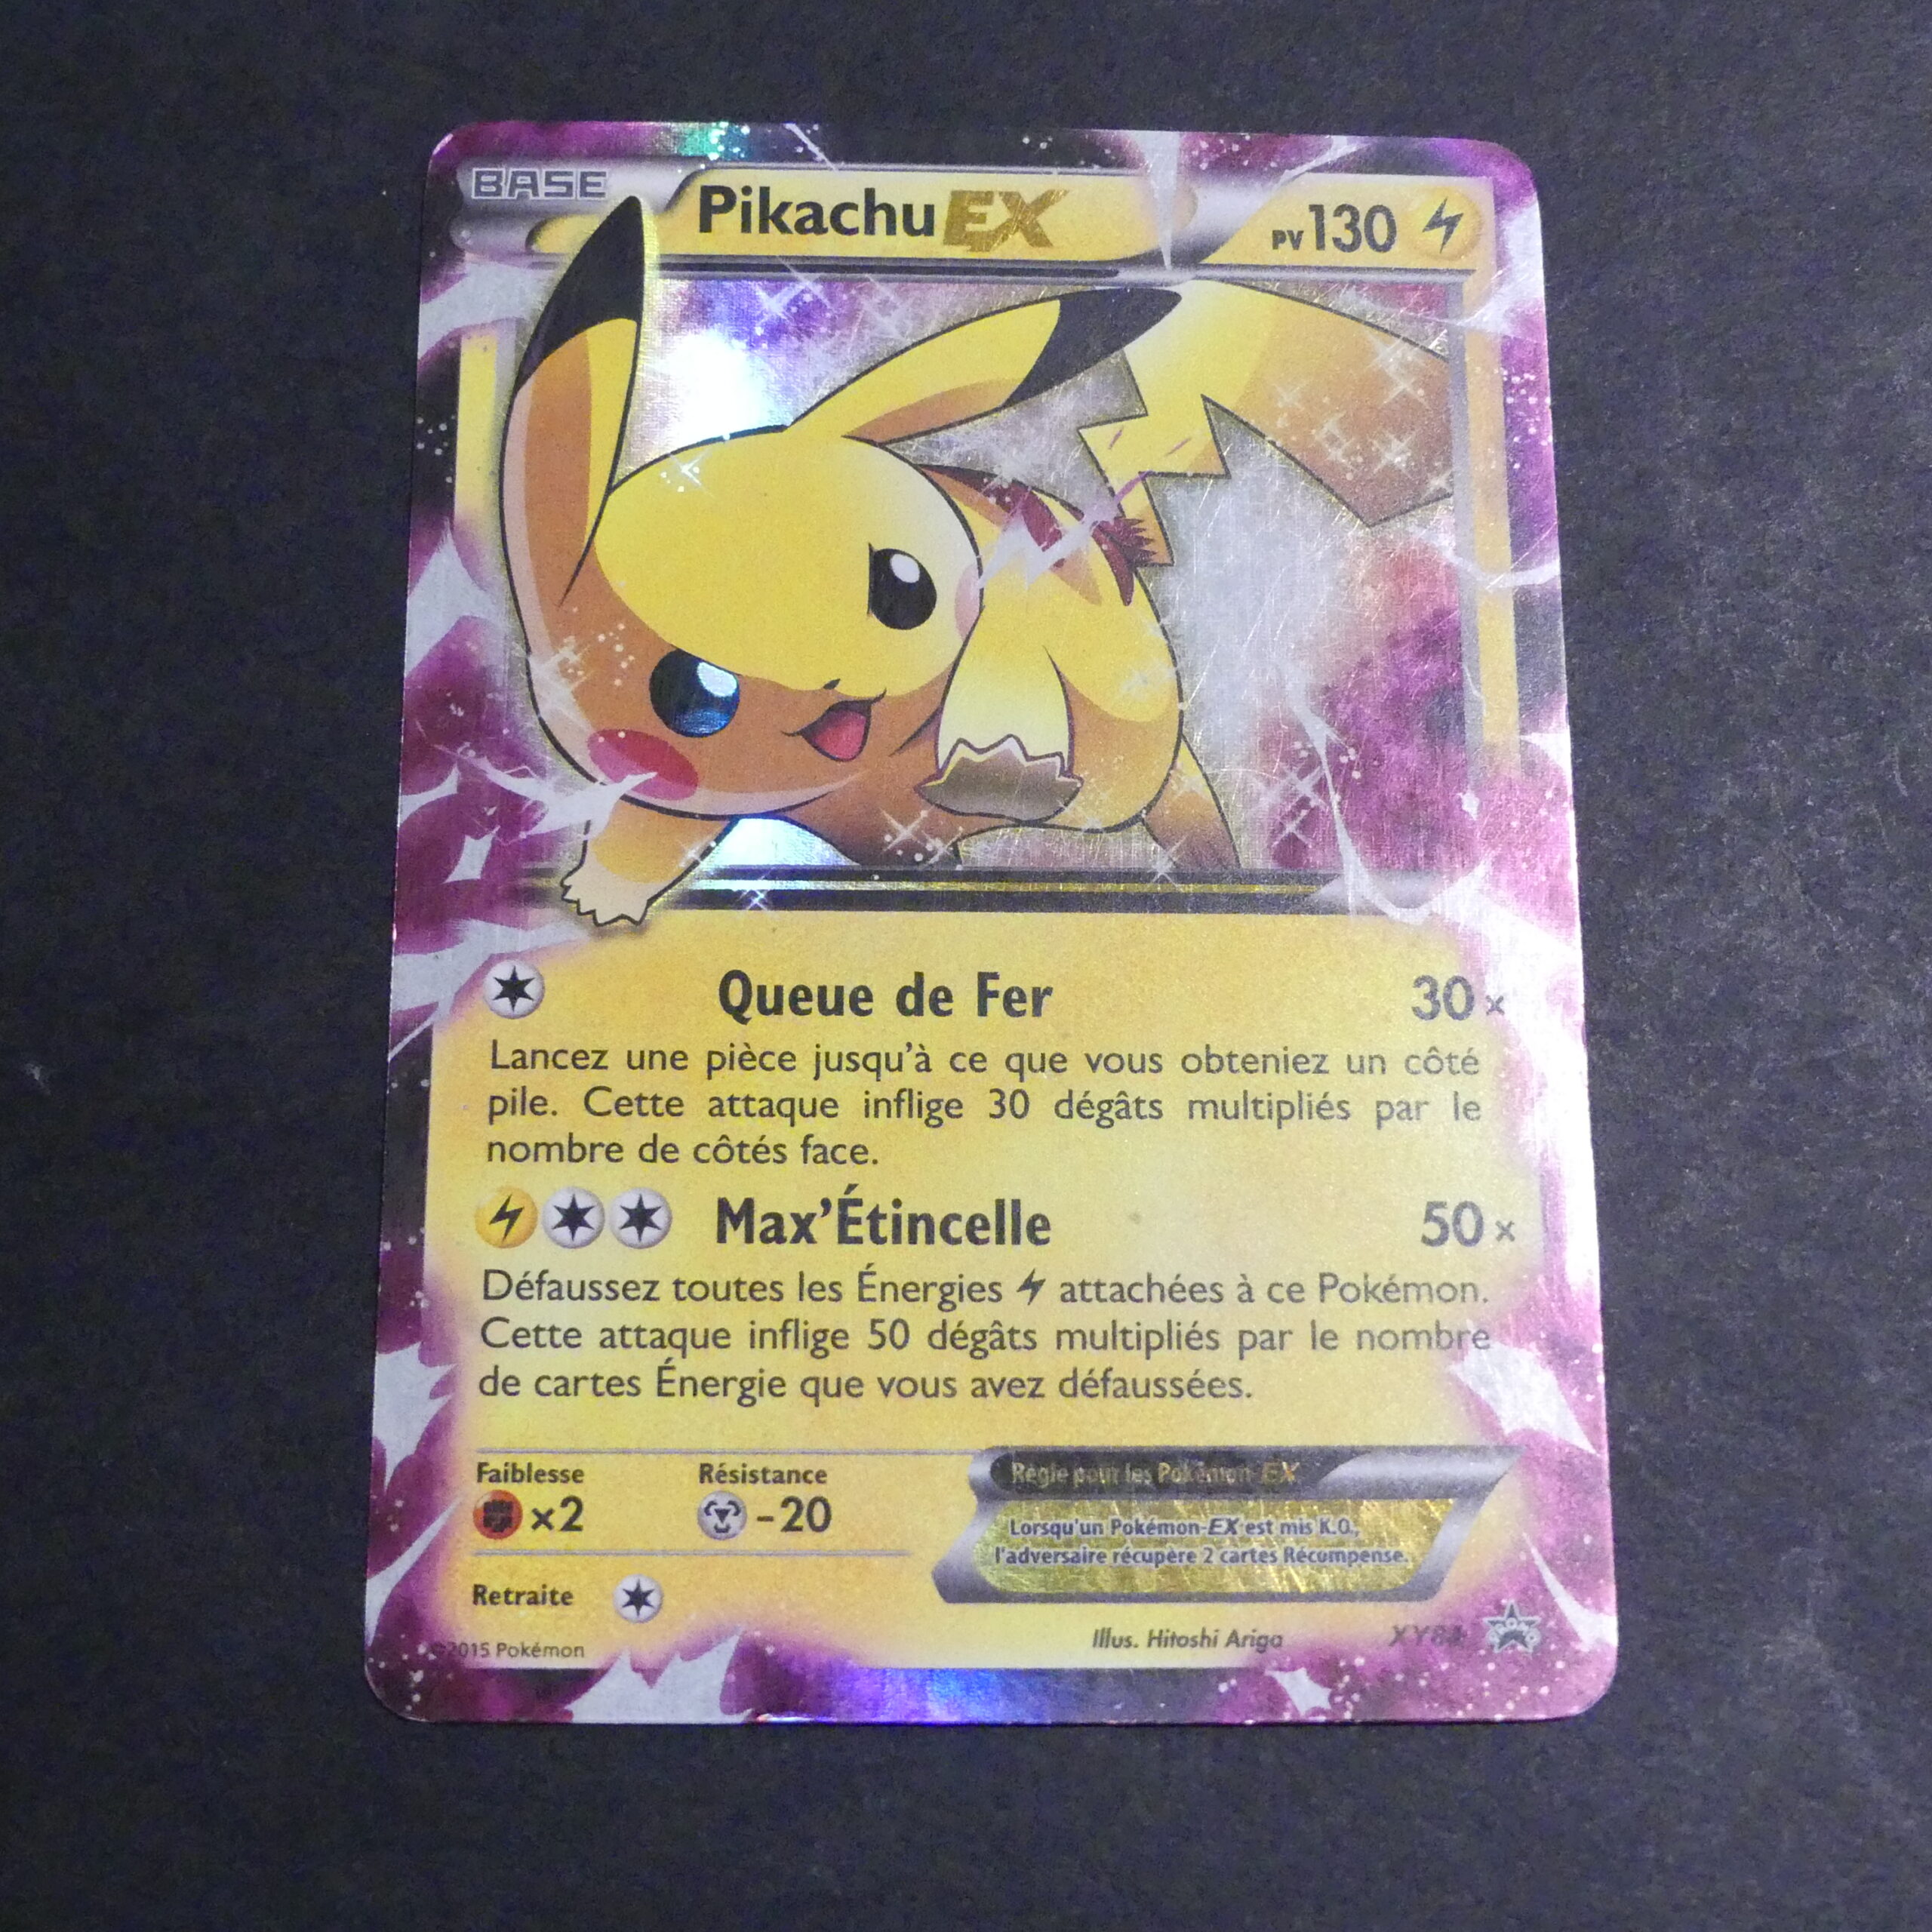 BASE
Pikachu EX
PV 130
Queue de Fer 30 x
Lancez une pièce jusqu'à ce que vous obteniez un côté
pile. Cette attaque inflige 30 dégâts multipliés par le
nombre de côtés face.
Max'Étincelle 50 x
Défaussez toutes les Énergies attachées à ce Pokémon.
Cette attaque inflige 50 dégâts multipliés par le nombre
de cartes Énergie que vous avez défaussées.
Faiblesse Résistance
x2 -20
Règle pour les Pokémon-EX
Lorsqu'un Pokémon-EX est mis K.O.,
l'adversaire récupère 2 cartes Récompense.
Retraite
©2015 Pokémon
Illus. Hitoshi Ariga
XY84